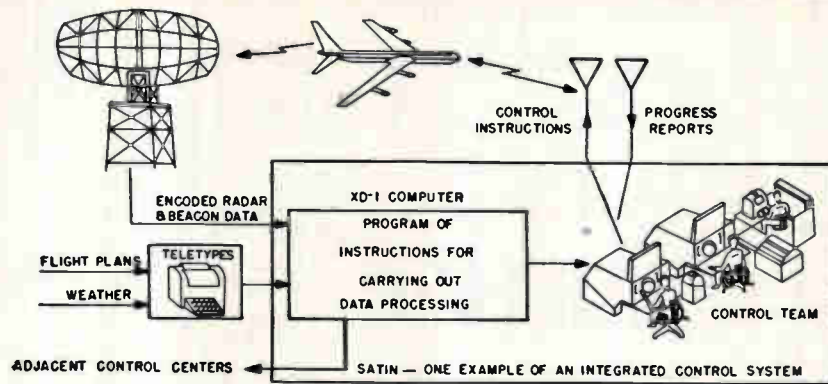 CONTROL
INSTRUCTIONS
PROGRESS
REPORTS
ENCODED RADAR
& BEACON DATA
XD-1 COMPUTER
PROGRAM OF
INSTRUCTIONS FOR
CARRYING OUT
DATA PROCESSING
TELETYPES
FLIGHT PLANS
WEATHER
CONTROL TEAM
ADJACENT CONTROL CENTERS
SATIN — ONE EXAMPLE OF AN INTEGRATED CONTROL SYSTEM